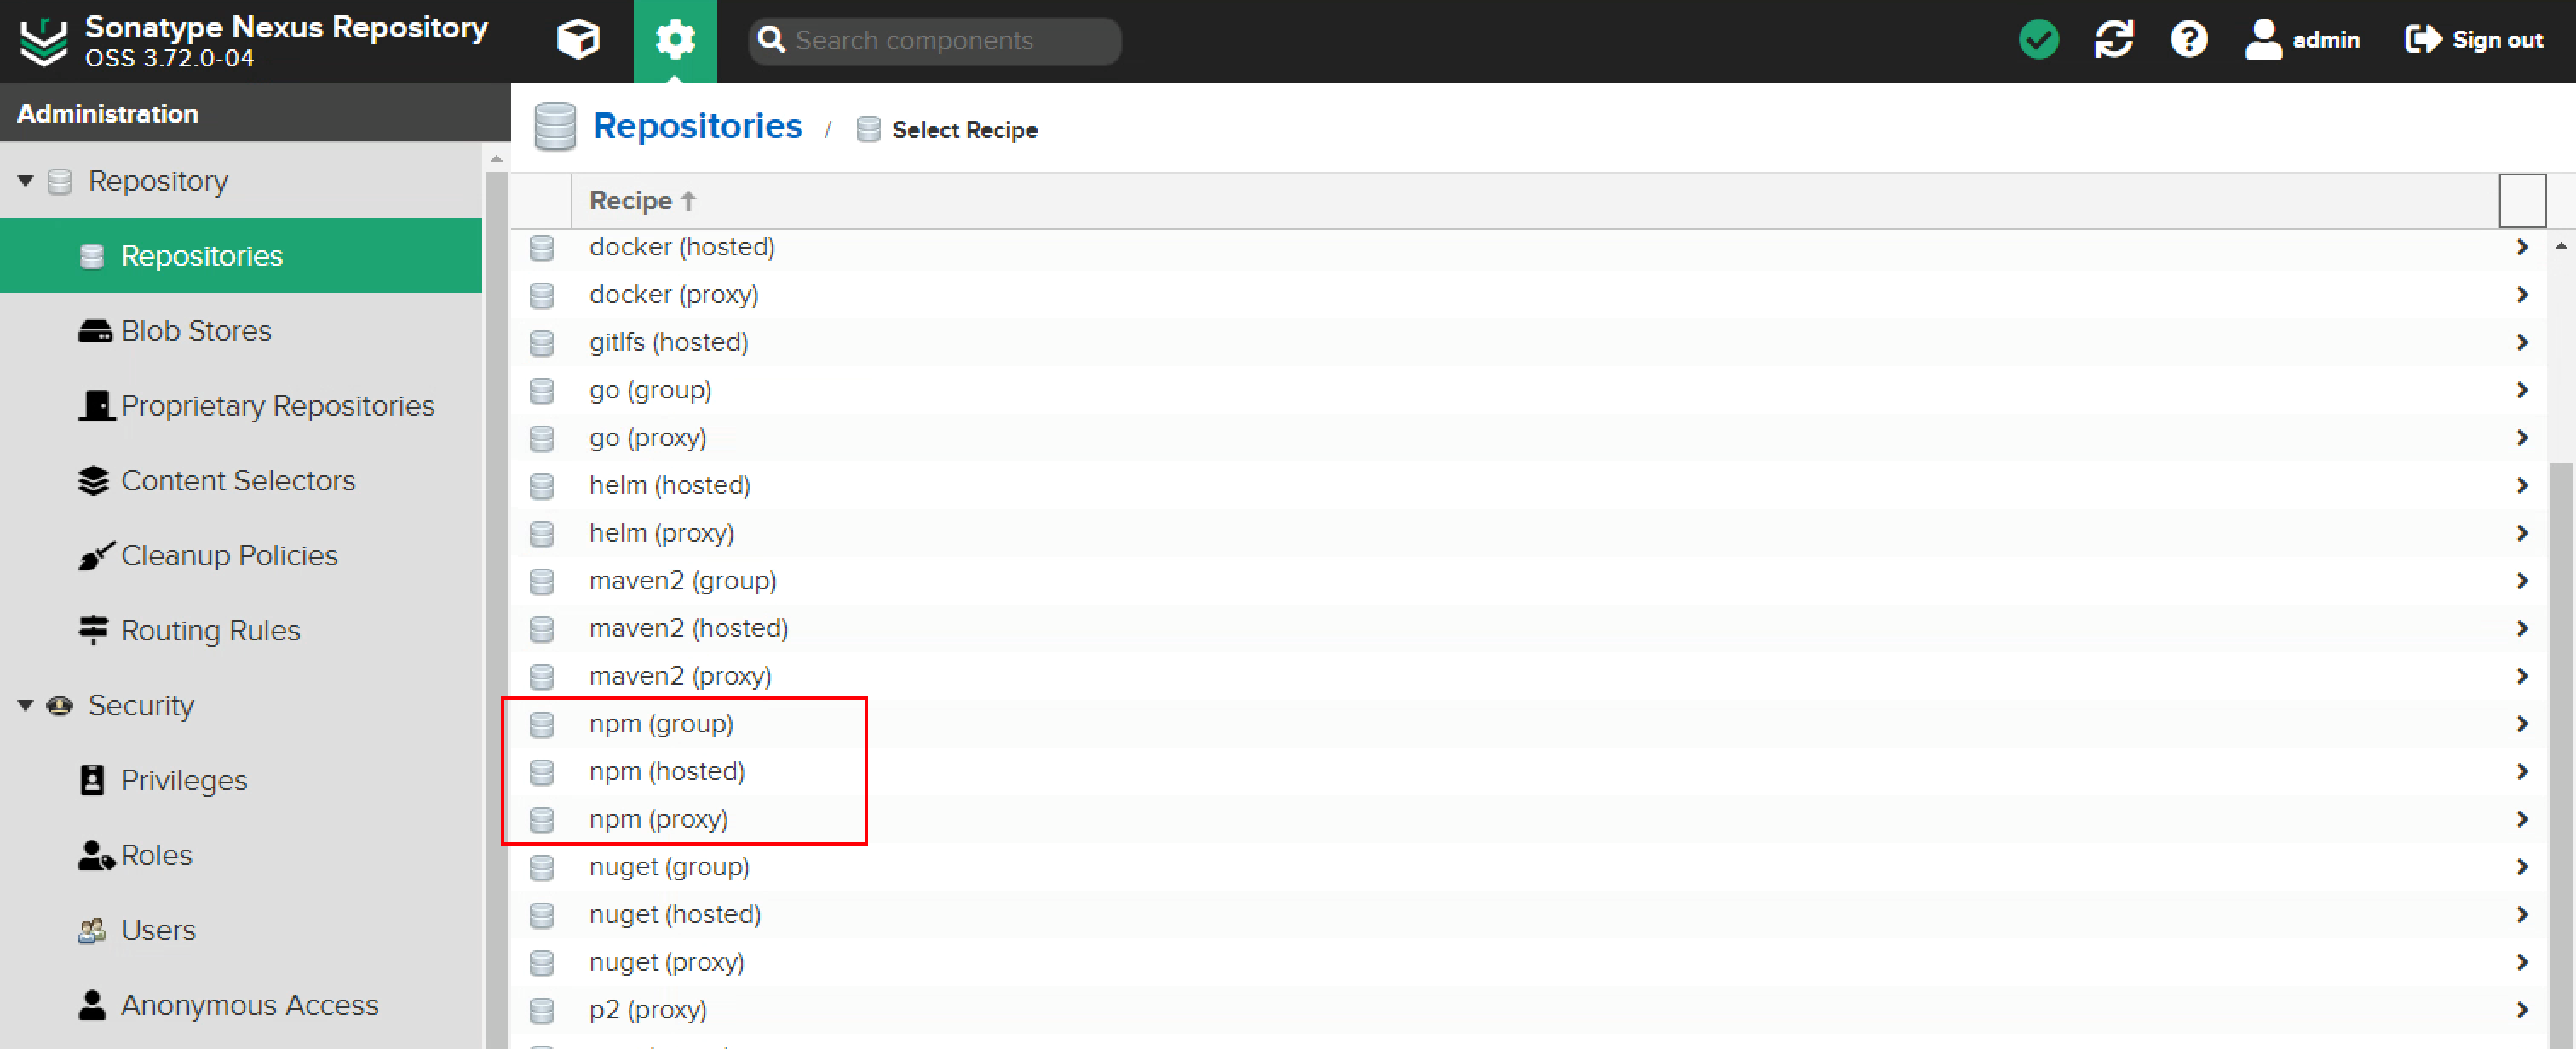 Sonatype Nexus Repository
OSS 3.72.0-04
Search components
admin
Sign out
Administration
Repository
Repositories
Blob Stores
Proprietary Repositories
Content Selectors
Cleanup Policies
Routing Rules
Security
Privileges
Roles
Users
Anonymous Access
Repositories / Select Recipe
Recipe
docker (hosted)
docker (proxy)
gitlfs (hosted)
go (group)
go (proxy)
helm (hosted)
helm (proxy)
maven2 (group)
maven2 (hosted)
maven2 (proxy)
npm (group)
npm (hosted)
npm (proxy)
nuget (group)
nuget (hosted)
nuget (proxy)
p2 (proxy)